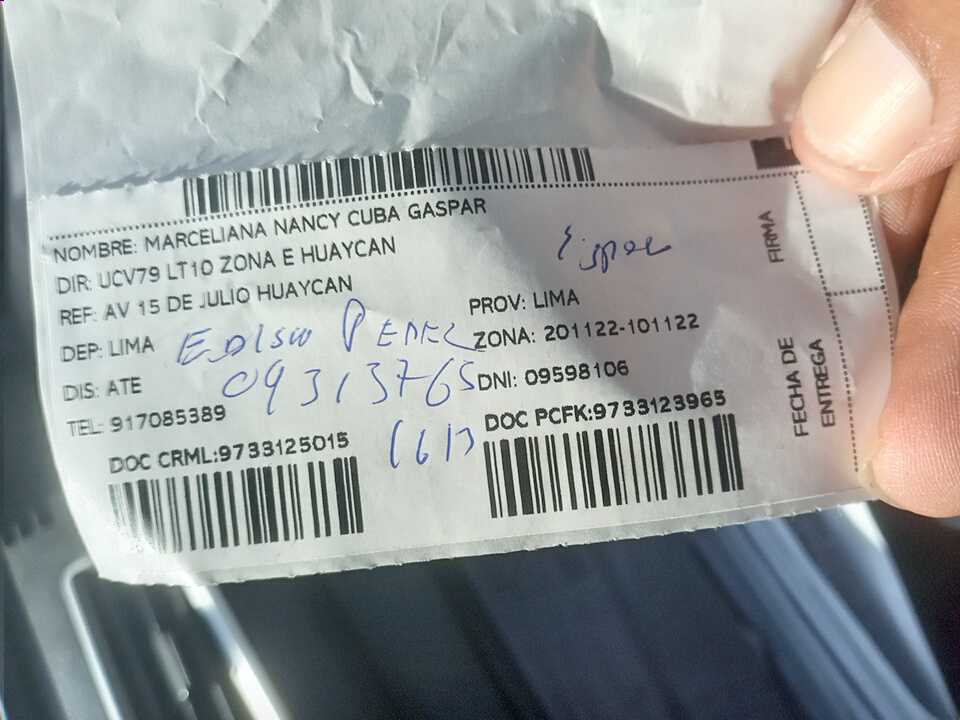 NOMBRE: MARCELIANA NANCY CUBA GASPAR
DIR: UCV79 LT10 ZONA E HUAYCAN
REF: AV 15 DE JULIO HUAYCAN
DEP: LIMA
PROV: LIMA
DIS: ATE
ZONA: 201122-101122
TEL: 917085389
DNI: 09598106
09313765
DOC CRML:9733125015
DOC PCFK:9733123965
FIRMA
FECHA DE
ENTREGA